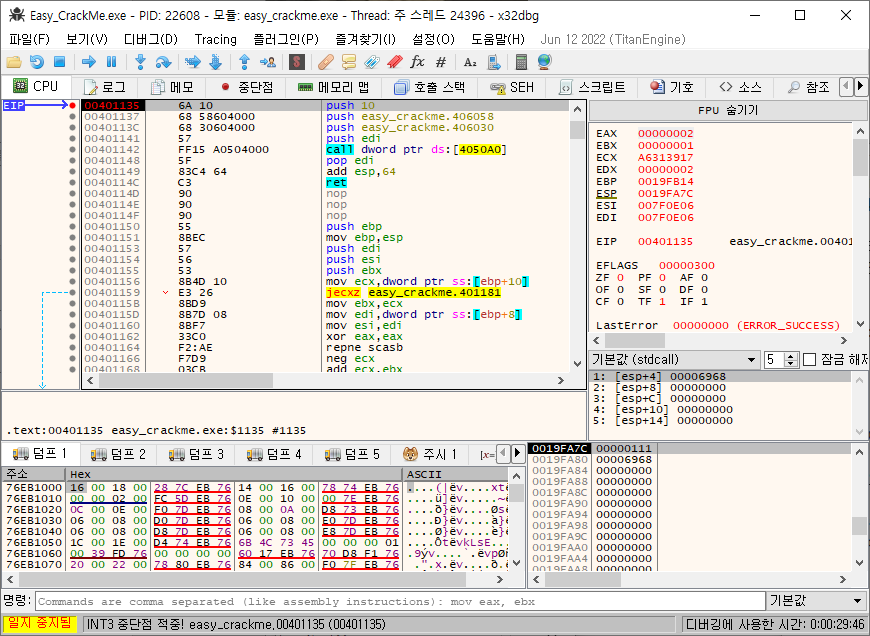 Easy_CrackMe.exe - PID: 22608 - 모듈: easy_crackme.exe - Thread: 주 스레드 24396 - x32dbg
파일(F) 보기(V) 디버그(D) Tracing 플러그인(P) 즐겨찾기(I) 설정(O) 도움말(H) Jun 12 2022 (TitanEngine)
CPU 로그 메모 중단점 메모리 맵 호출 스택 SEH 스크립트 기호 소스 참조
EIP 00401135 6A 10 push 10
00401137 68 58604000 push easy_crackme.406058
0040113C 68 30604000 push easy_crackme.406030
00401141 57 push edi
00401142 FF15 A0504000 call dword ptr ds:[4050A0]
00401148 5F pop edi
00401149 83C4 64 add esp,64
0040114C C3 ret
0040114D 90 nop
0040114E 90 nop
0040114F 90 nop
00401150 55 push ebp
00401151 8BEC mov ebp,esp
00401153 57 push edi
00401154 56 push esi
00401155 53 push ebx
00401156 8B4D 10 mov ecx,dword ptr ss:[ebp+10]
00401159 E3 26 jecxz easy_crackme.401181
0040115B 8BD9 mov ebx,ecx
0040115D 8B7D 08 mov edi,dword ptr ss:[ebp+8]
00401160 8BF7 mov esi,edi
00401162 33C0 xor eax,eax
00401164 F2:AE repne scasb
00401166 F7D9 neg ecx
00401168 03CB add ecx,ebx
FPU 숨기기
EAX 00000002
EBX 00000001
ECX A6313917
EDX 00000002
EBP 0019FB14
ESP 0019FA7C
ESI 007F0E06
EDI 007F0E06
EIP 00401135 easy_crackme.00401
EFLAGS 00000300
ZF 0 PF 0 AF 0
OF 0 SF 0 DF 0
CF 0 TF 1 IF 1
LastError 00000000 (ERROR_SUCCESS)
기본값 (stdcall) 5 잠금 해제
1: [esp+4] 00006968
2: [esp+8] 00000000
3: [esp+C] 00000000
4: [esp+10] 00000000
5: [esp+14] 00000000
.text:00401135 easy_crackMe.exe:$1135 #1135
덤프 1 덤프 2 덤프 3 덤프 4 덤프 5 주시 1 [x=
주소 Hex ASCII
76EB1000 16 00 18 00 28 7C EB 76 14 00 16 00 78 74 EB 76 ....(|ëv....xtë
76EB1010 00 00 02 00 FC 5D EB 76 0E 00 10 00 00 7E EB 76 ....ü]ëv.....~ë
76EB1020 0C 00 0E 00 F0 7D EB 76 08 00 0A 00 D8 73 EB 76 ....ð}ëv....Øsë
76EB1030 06 00 08 00 D0 7D EB 76 06 00 08 00 E0 7D EB 76 ....Ð}ëv....à}ë
76EB1040 06 00 08 00 D8 7D EB 76 06 00 08 00 E8 7D EB 76 ....Ø}ëv....è}ë
76EB1050 1C 00 1E 00 D4 74 EB 76 6B 4C 73 45 00 00 00 01 ....ÔtëvkLsE....
76EB1060 00 39 FD 76 00 00 00 00 60 17 EB 76 70 D8 F1 76 .9ýv....`.ëvpØñ
76EB1070 20 00 22 00 78 80 EB 76 84 00 86 00 F0 7F EB 76 .".x.ëv....ð.ë
0019FA7C 00000111
0019FA80 00006968
0019FA84 00000000
0019FA88 00000000
0019FA8C 00000000
0019FA90 00000000
0019FA94 00000000
0019FA98 00000000
0019FA9C 00000000
0019FAA0 00000000
0019FAA4 00000000
0019FAA8 00000000
명령: Commands are comma separated (like assembly instructions): mov eax, ebx 기본값
일시 중지됨 INT3 중단점 적중! easy_crackme.00401135 (00401135) 디버깅에 사용한 시간: 0:00:29:46